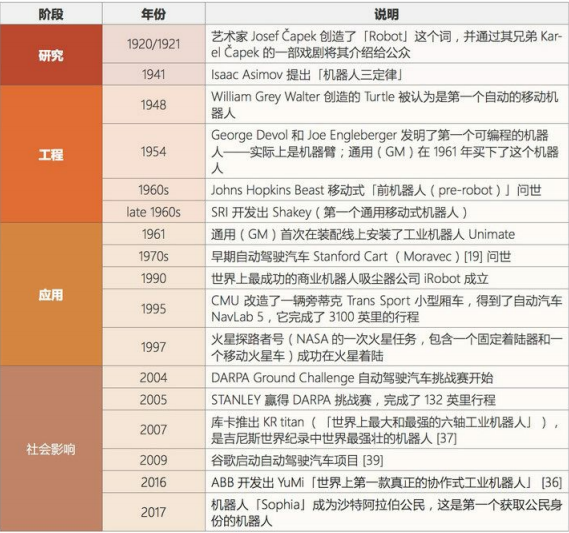 阶段 年份 说明
研究
1920/1921
艺术家 Josef Čapek 创造了「Robot」这个词，并通过其兄弟 Kar-
el Čapek 的一部戏剧将其介绍给公众
1941
Isaac Asimov 提出「机器人三定律」
工程
1948
William Grey Walter 创造的 Turtle 被认为是第一个自动的移动机
器人
1954
George Devol 和 Joe Engleberger 发明了第一个可编程的机器
人——实际上是机器臂；通用（GM）在 1961 年买下了这个机器
人
1960s
Johns Hopkins Beast 移动式「前机器人（pre-robot）」问世
late 1960s
SRI 开发出 Shakey（第一个通用移动式机器人）
应用
1961
通用（GM）首次在装配线上安装了工业机器人 Unimate
1970s
早期自动驾驶汽车 Stanford Cart （Moravec）[19] 问世
1990
世界上最成功的商业机器人吸尘器公司 iRobot 成立
1995
CMU 改造了一辆旁蒂克 Trans Sport 小型厢车，得到了自动汽车
NavLab 5，它完成了 3100 英里的行程
1997
火星探路者号（NASA 的一次火星任务，包含一个固定着陆器和一
个移动火星车）成功在火星着陆
社会影响
2004
DARPA Ground Challenge 自动驾驶汽车挑战赛开始
2005
STANLEY 赢得 DARPA 挑战赛，完成了 132 英里行程
2007
库卡推出 KR titan（「世界上最大和最强的六轴工业机器人」），
是吉尼斯世界纪录中世界最强壮的机器人 [37]
2009
谷歌启动自动驾驶汽车项目 [39]
2016
ABB 开发出 YuMi「世界上第一款真正的协作式工业机器人」 [36]
2017
机器人「Sophia」成为沙特阿拉伯公民，这是第一个获取公民身
份的机器人